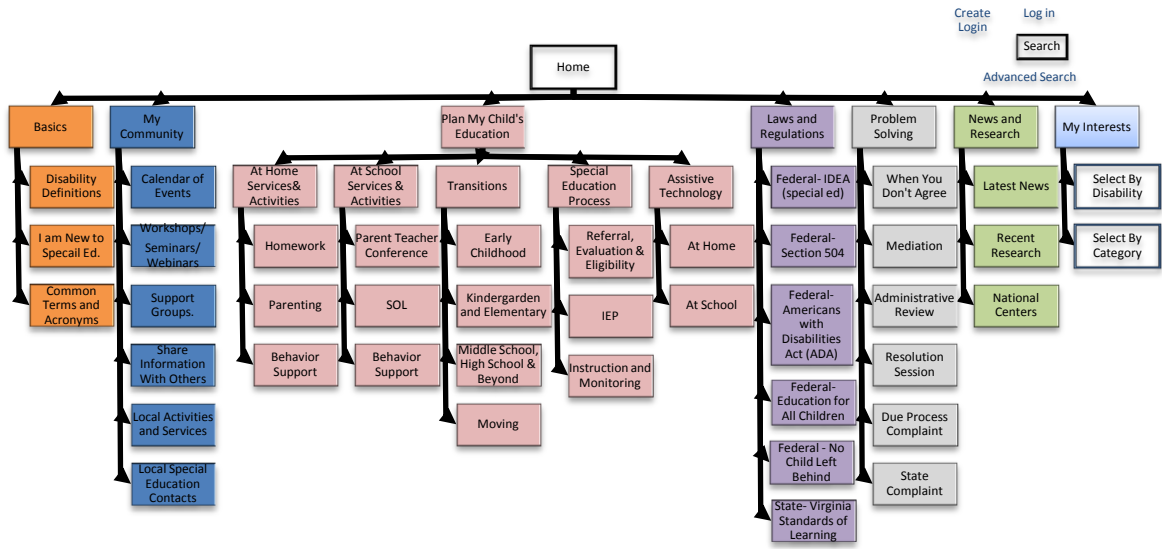 Create
Login
Log in
Search
Advanced Search
Home
Basics
My
Community
Plan My Child's
Education
Laws and
Regulations
Problem
Solving
News and
Research
My Interests
Disability
Definitions
I am New to
Specail Ed.
Common
Terms and
Acronyms
Calendar of
Events
Workshops/
Seminars/
Webinars
Support
Groups.
Share
Information
With Others
Local Activities
and Services
Local Special
Education
Contacts
At Home
Services&
Activities
Homework
Parenting
Behavior
Support
At School
Services &
Activities
Parent Teacher
Conference
SOL
Behavior
Support
Transitions
Early
Childhood
Kindergarden
and Elementary
Middle School,
High School &
Beyond
Moving
Special
Education
Process
Referral,
Evaluation &
Eligibility
IEP
Instruction and
Monitoring
Assistive
Technology
At Home
At School
Federal- IDEA
(special ed)
Federal-
Section 504
Federal-
Americans
with
Disabilities
Act (ADA)
Federal-
Education for
All Children
Federal - No
Child Left
Behind
State- Virginia
Standards of
Learning
When You
Don't Agree
Mediation
Administrative
Review
Resolution
Session
Due Process
Complaint
State
Complaint
Latest News
Recent
Research
National
Centers
Select By
Disability
Select By
Category